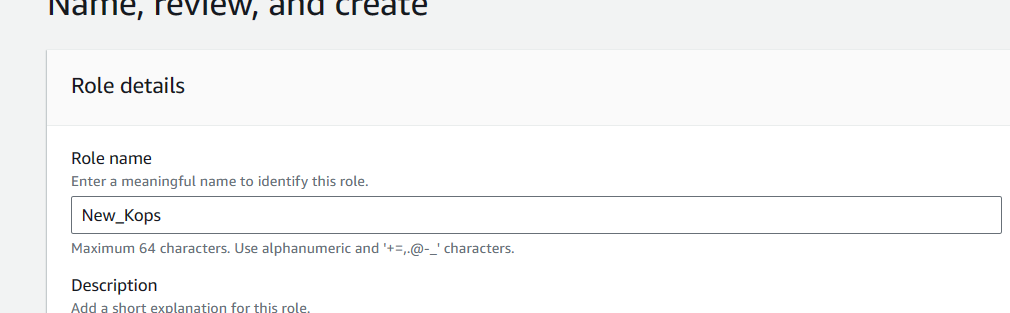 Name, review, and create
Role details
Role name
Enter a meaningful name to identify this role.
New_Kops
Maximum 64 characters. Use alphanumeric and '+=,.@-_' characters.
Description
Add a short explanation for this role.